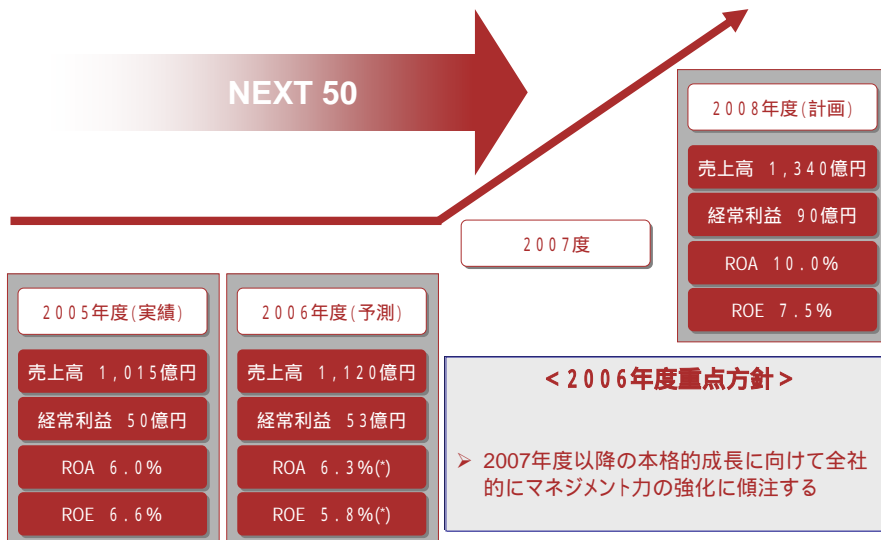 NEXT 50
2008年度(計画)
売上高 1,340億円
経常利益 90億円
ROA 10.0%
ROE 7.5%
2007度
2005年度(実績)
売上高 1,015億円
経常利益 50億円
ROA 6.0%
ROE 6.6%
2006年度(予測)
売上高 1,120億円
経常利益 53億円
ROA 6.3%(*)
ROE 5.8%(*)
<2006年度重点方針>
➢ 2007年度以降の本格的成長に向けて全社
的にマネジメント力の強化に傾注する